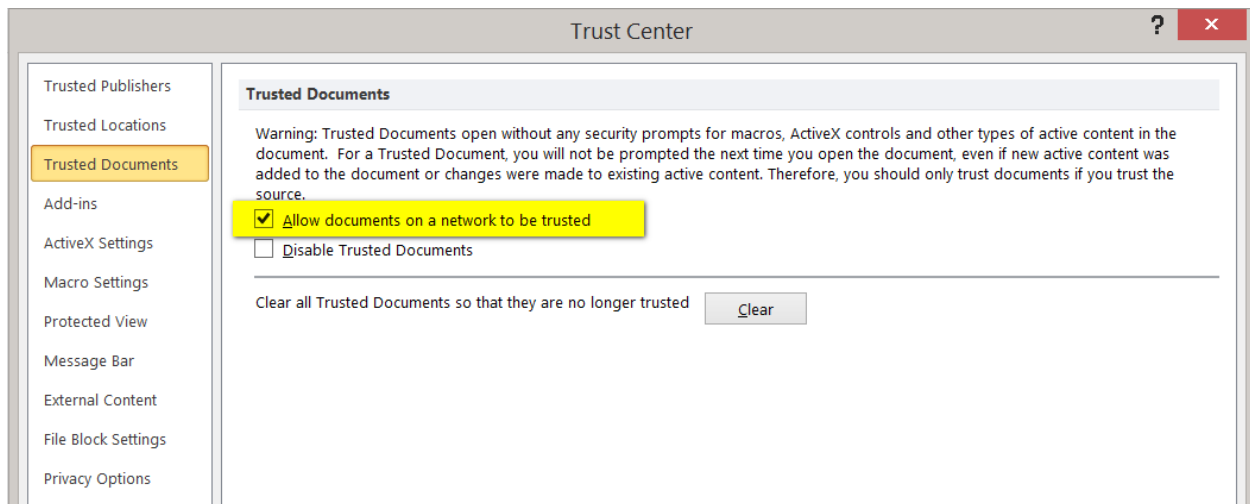 Trust Center
?
Trusted Publishers
Trusted Locations
Trusted Documents
Add-ins
ActiveX Settings
Macro Settings
Protected View
Message Bar
External Content
File Block Settings
Privacy Options
Trusted Documents
Warning: Trusted Documents open without any security prompts for macros, ActiveX controls and other types of active content in the
document.  For a Trusted Document, you will not be prompted the next time you open the document, even if new active content was
added to the document or changes were made to existing active content. Therefore, you should only trust documents if you trust the
source.
Allow documents on a network to be trusted
Disable Trusted Documents
Clear all Trusted Documents so that they are no longer trusted
Clear